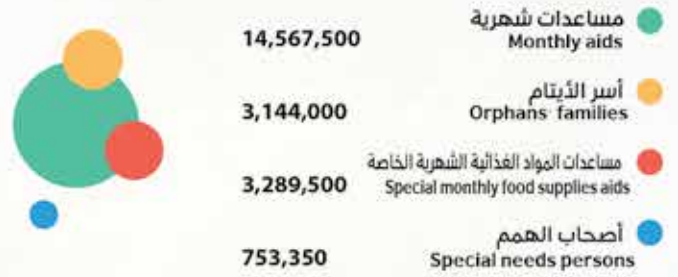 مساعدات شهرية
Monthly aids
14,567,500
أسر الأيتام
Orphans' families
3,144,000
مساعدات المواد الغذائية الشهرية الخاصة
Special monthly food supplies aids
3,289,500
أصحاب الهمم
Special needs persons
753,350